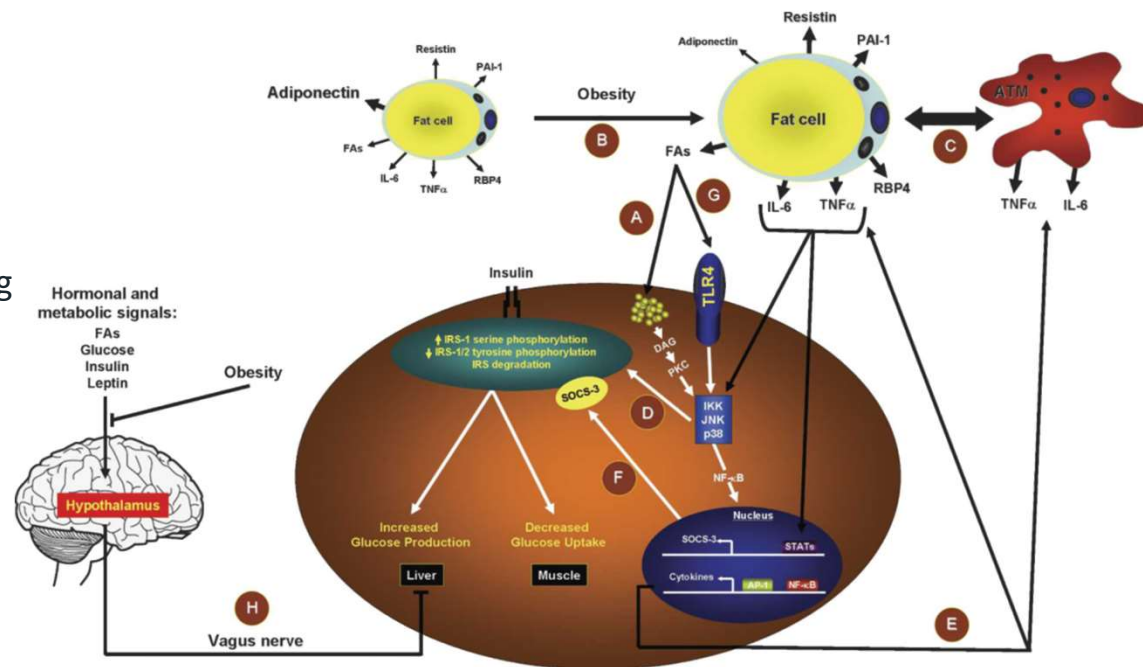 Resistin
PAI-1
Adiponectin
Fat cell
FAs
IL-6
TNFα
RBP4
Obesity
B
Resistin
PAI-1
Adiponectin
Fat cell
FAs
IL-6
TNFα
RBP4
C
ATM
TNFα
IL-6
A
G
g
Hormonal and
metabolic signals:
FAs
Glucose
Insulin
Leptin
Obesity
Hypothalamus
H
Vagus nerve
Insulin
IRS-1 serine phosphorylation
IRS-1/2 tyrosine phosphorylation
IRS degradation
SOCS-3
TLR4
DAG
PKC
IKK
JNK
p38
D
F
NF-κB
Nucleus
SOCS-3
STATs
Cytokines
AP-1
NF-κB
Increased
Glucose Production
Liver
Decreased
Glucose Uptake
Muscle
E